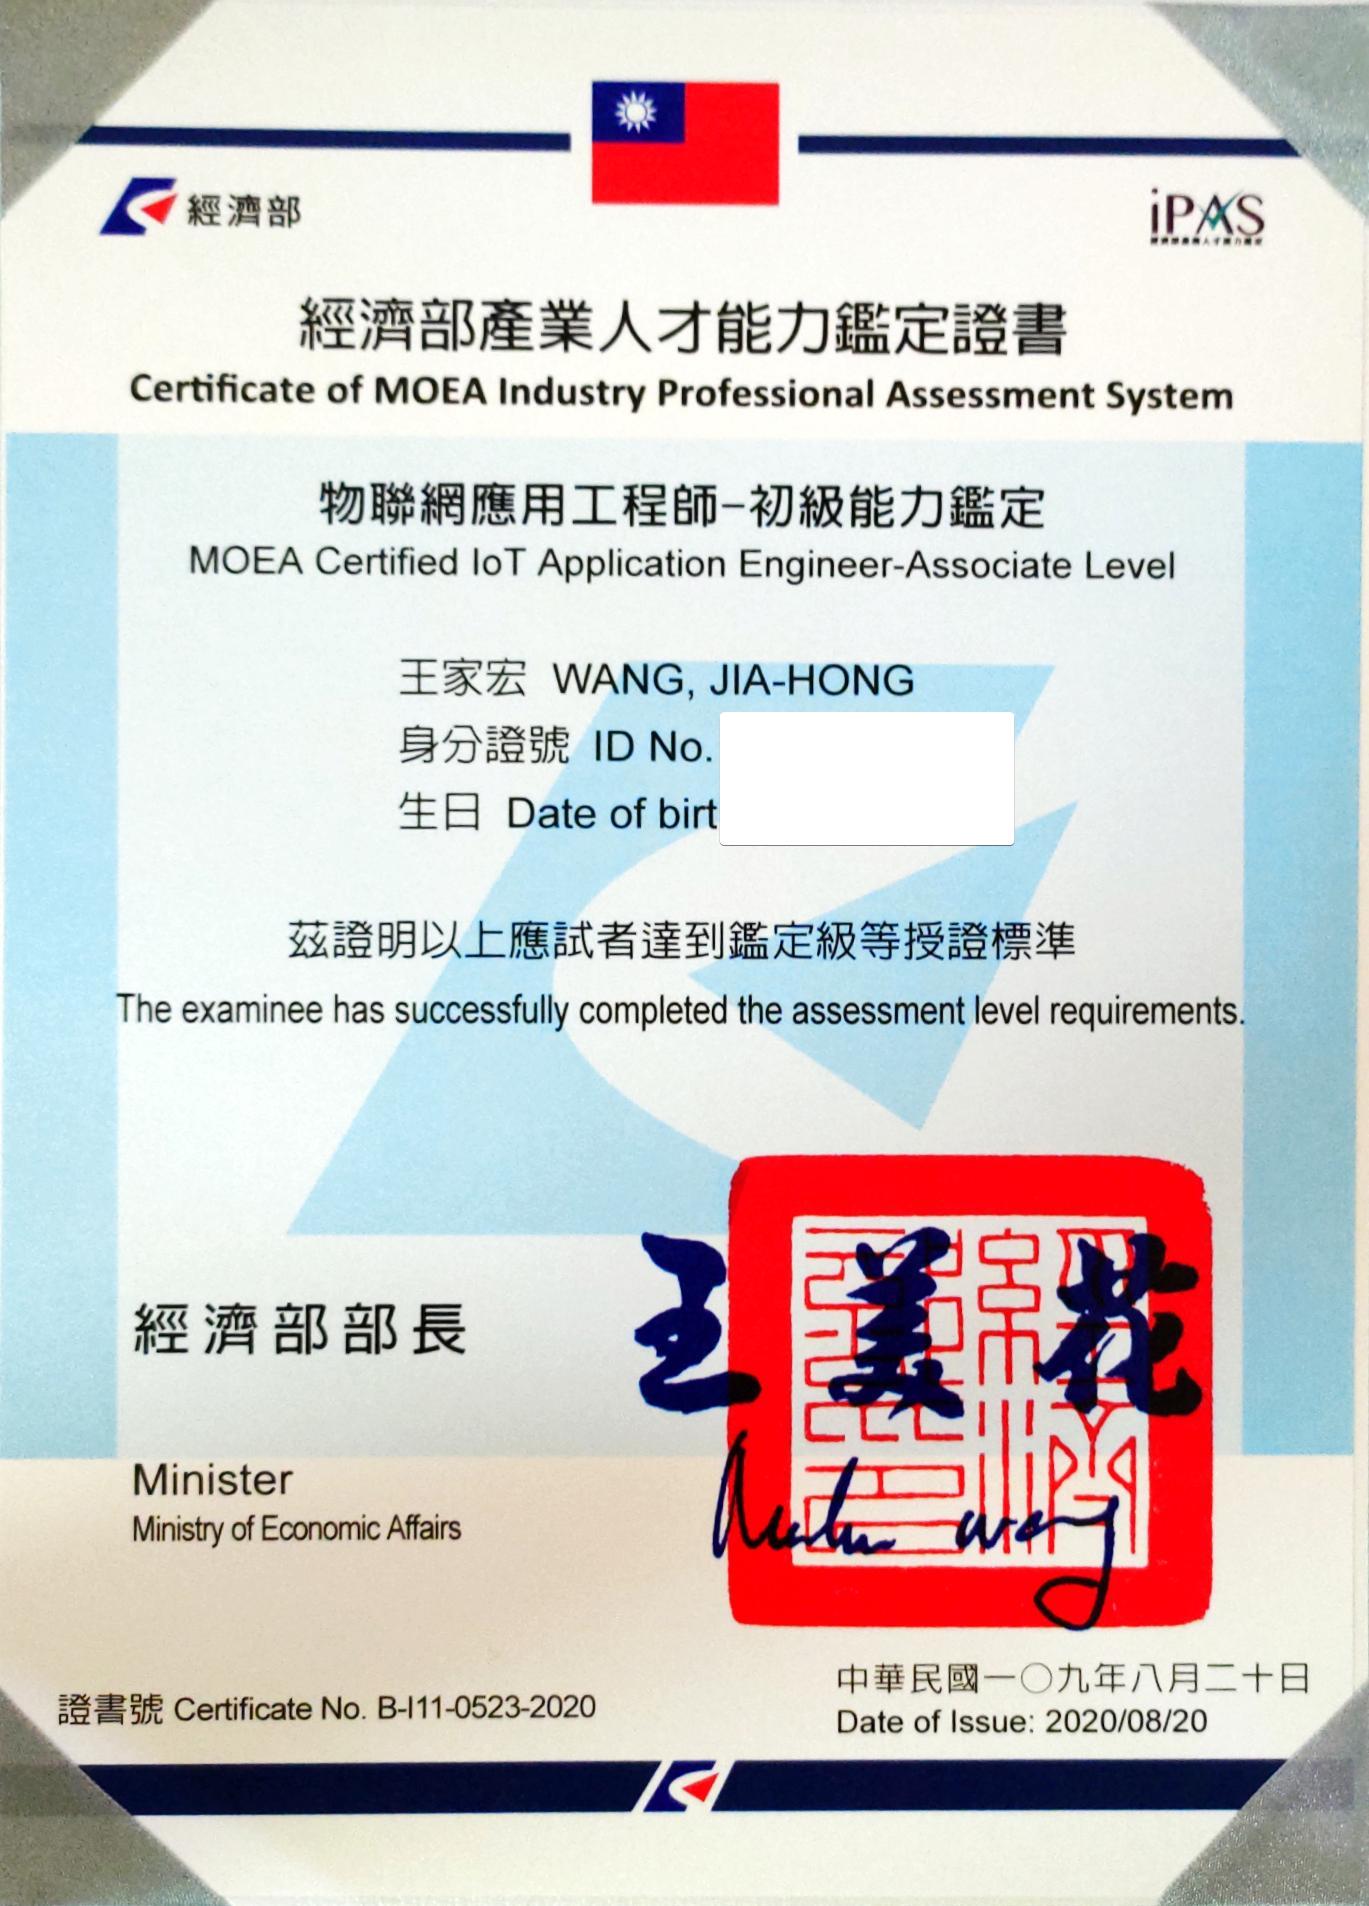 經濟部
iPAS
經濟部產業人才能力鑑定證書
Certificate of MOEA Industry Professional Assessment System
物聯網應用工程師-初級能力鑑定
MOEA Certified IoT Application Engineer-Associate Level
王家宏 WANG, JIA-HONG
身分證號 ID No.
生日 Date of birt
茲證明以上應試者達到鑑定級等授證標準
The examinee has successfully completed the assessment level requirements.
經濟部部長
王美花
Minister
Ministry of Economic Affairs
中華民國一〇九年八月二十日
證書號 Certificate No. B-I11-0523-2020
Date of Issue: 2020/08/20